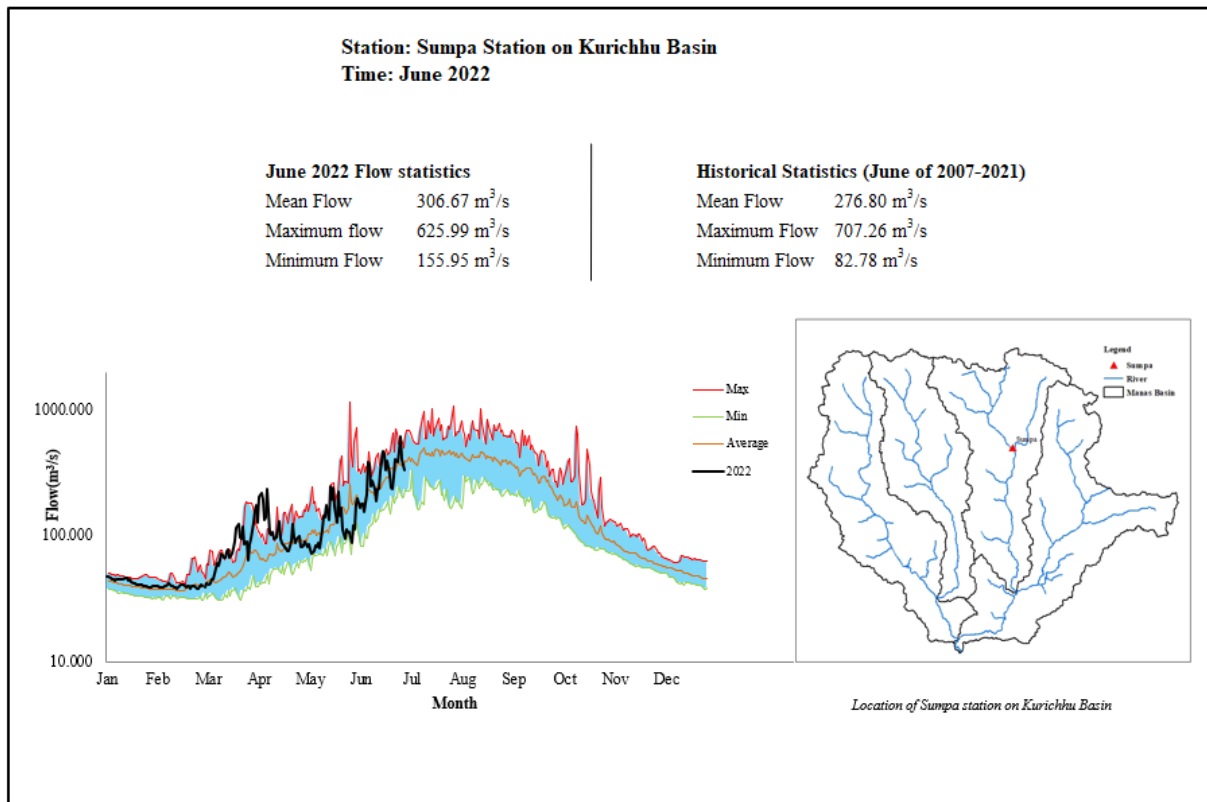 Station: Sumpa Station on Kurichhu Basin
Time: June 2022
June 2022 Flow statistics
Mean Flow 306.67 m³/s
Maximum flow 625.99 m³/s
Minimum Flow 155.95 m³/s
Historical Statistics (June of 2007-2021)
Mean Flow 276.80 m³/s
Maximum Flow 707.26 m³/s
Minimum Flow 82.78 m³/s
Flow(m³/s)
1000.000
100.000
10.000
Jan Feb Mar Apr May Jun Jul Aug Sep Oct Nov Dec
Month
Max
Min
Average
2022
Legend
Sumpa
River
Manas Basin
Sumpa
Location of Sumpa station on Kurichhu Basin